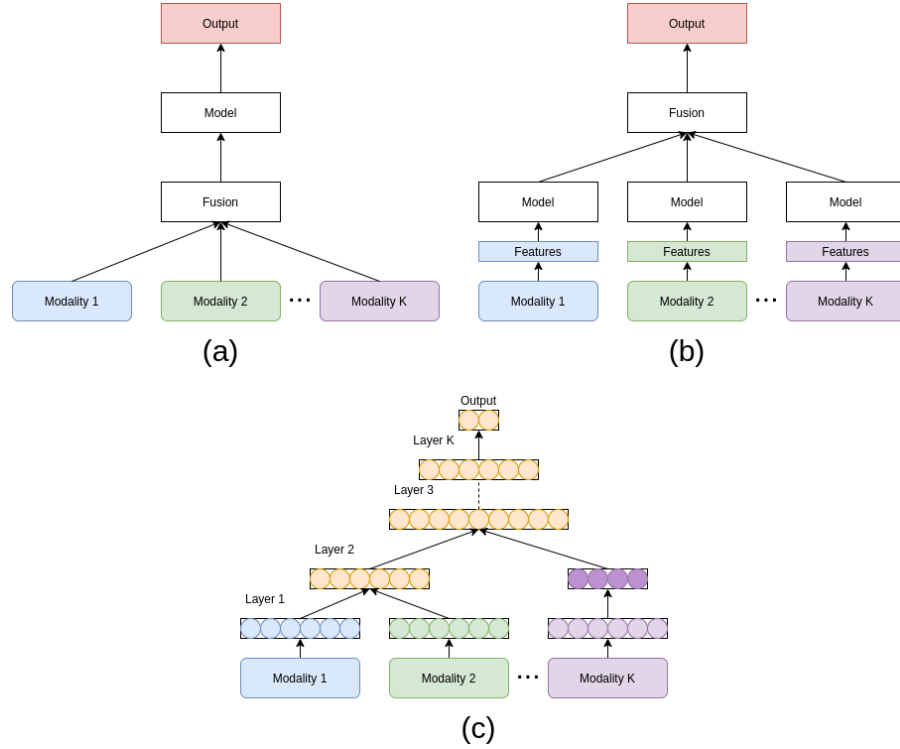 Output
Model
Fusion
Modality 1
Modality 2
...
Modality K
(a)
Output
Fusion
Model
Model
Model
Features
Features
Features
Modality 1
Modality 2
...
Modality K
(b)
Output
Layer K
Layer 3
Layer 2
Layer 1
Modality 1
Modality 2
...
Modality K
(c)